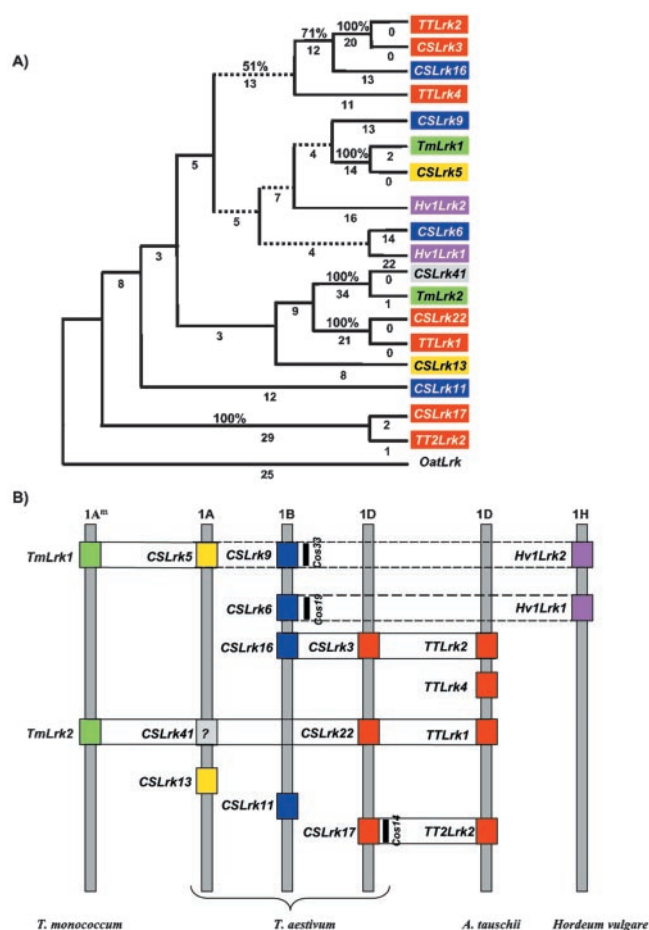 A)
100%
TTLrk2
0
71%
20
CSLrk3
12
0
51%
CSLrk16
13
13
TTLrk4
11
CSLrk9
13
4
100%
TmLrk1
2
5
14
CSLrk5
0
7
Hv1Lrk2
16
5
CSLrk6
14
4
Hv1Lrk1
22
3
8
100%
CSLrk41
0
34
TmLrk2
9
1
100%
CSLrk22
0
3
21
TTLrk1
0
CSLrk13
8
CSLrk11
12
100%
CSLrk17
2
29
TT2Lrk2
1
OatLrk
25
B)
1Aᵐ 1A 1B 1D 1D 1H
TmLrk1 CSLrk5 CSLrk9 Cos33 Hv1Lrk2
CSLrk6 Cos19 Hv1Lrk1
CSLrk16 CSLrk3 TTLrk2
TTLrk4
TmLrk2 CSLrk41 ? CSLrk22 TTLrk1
CSLrk13
CSLrk11
CSLrk17 Cos14 TT2Lrk2
T. monococcum T. aestivum A. tauschii Hordeum vulgare